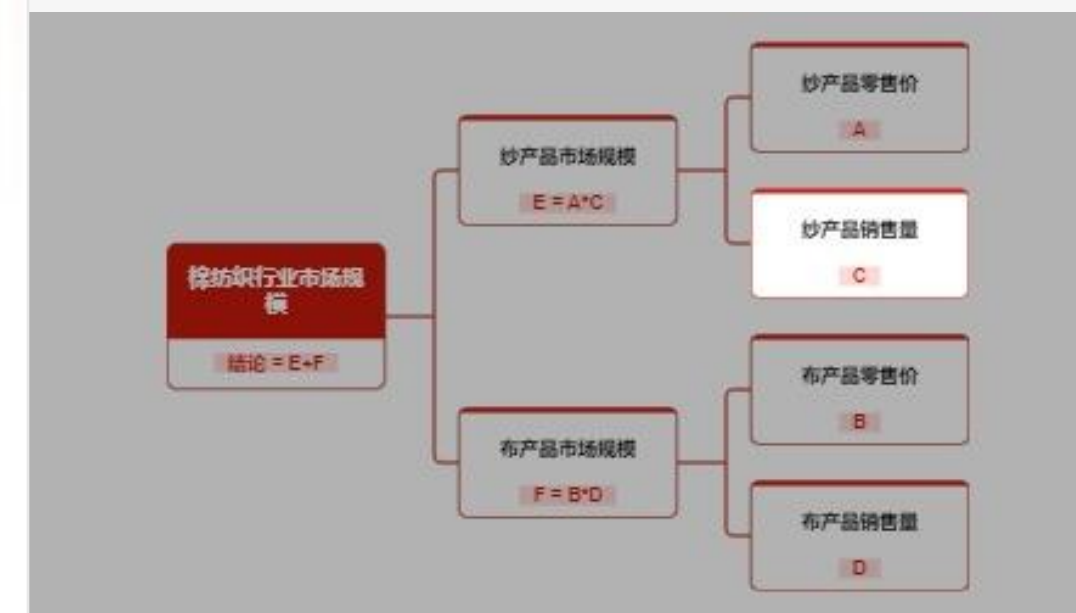 纱产品零售价
A
纱产品市场规模
E = A*C
纱产品销售量
C
棉纺织行业市场规
模
结论 = E+F
布产品零售价
B
布产品市场规模
F = B*D
布产品销售量
D